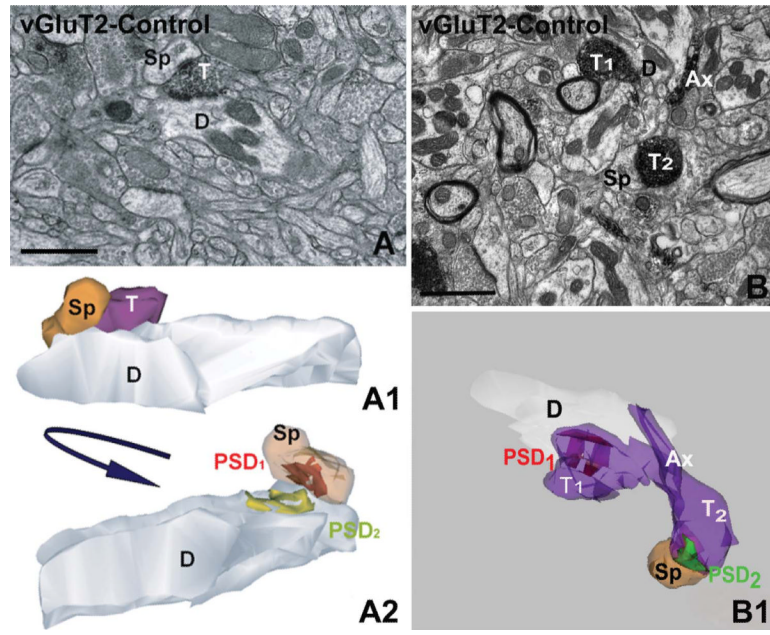 vGluT2-Control
Sp
T
D
A
vGluT2-Control
T1
D
Ax
T2
Sp
B
Sp
T
D
A1
Sp
PSD1
PSD2
D
A2
D
PSD1
T1
Ax
T2
Sp
PSD2
B1